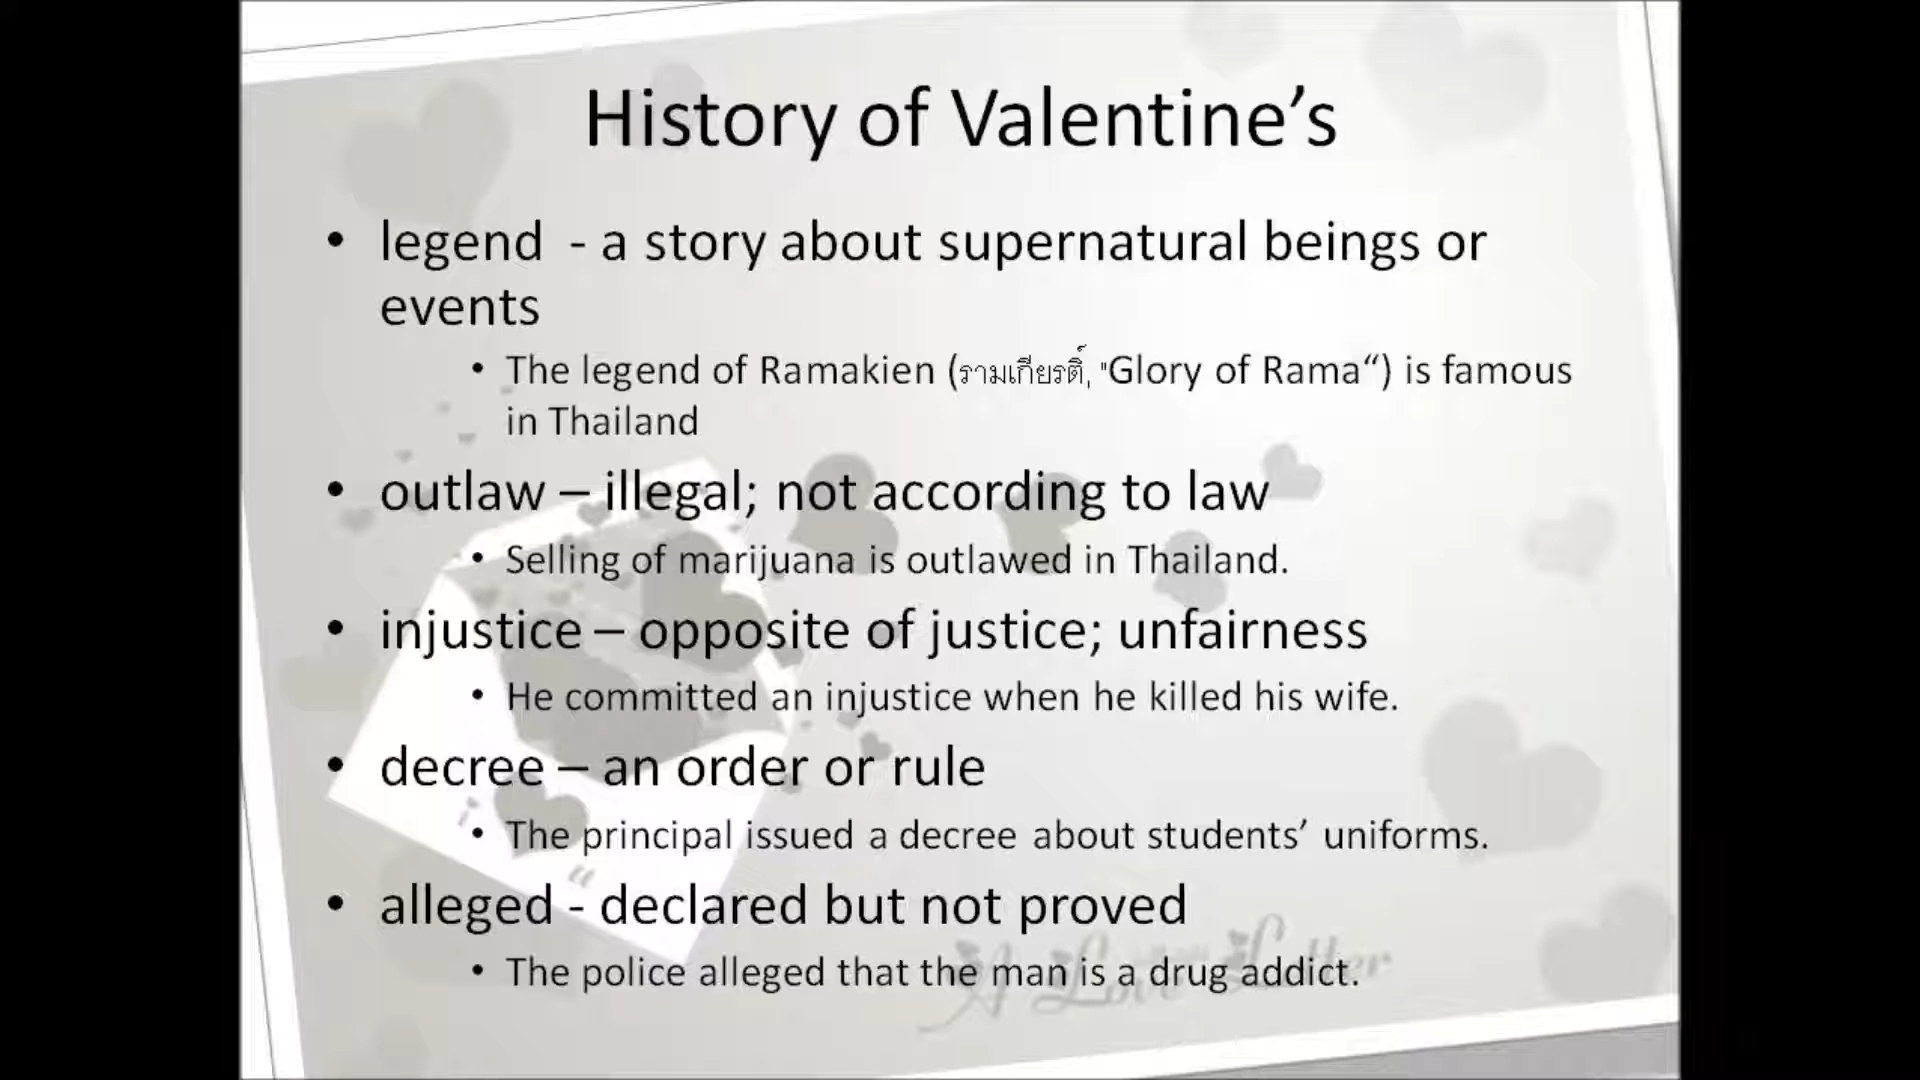 History of Valentine’s
• legend - a story about supernatural beings or
events
• The legend of Ramakien (รามเกียรติ์, "Glory of Rama“) is famous
in Thailand
• outlaw – illegal; not according to law
• Selling of marijuana is outlawed in Thailand.
• injustice – opposite of justice; unfairness
• He committed an injustice when he killed his wife.
• decree – an order or rule
• The principal issued a decree about students’ uniforms.
• alleged - declared but not proved
• The police alleged that the man is a drug addict.
A Love Letter